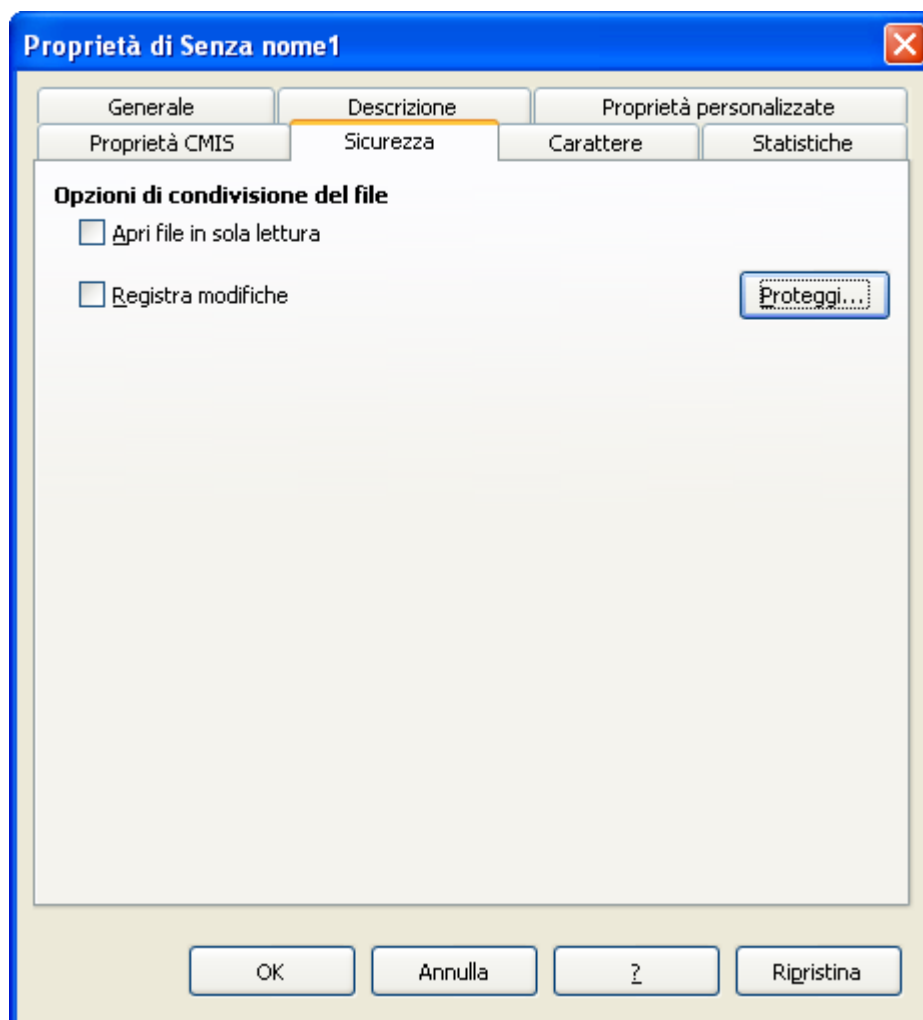 Proprietà di Senza nome1
Generale Descrizione Proprietà personalizzate
Proprietà CMIS Sicurezza Carattere Statistiche
Opzioni di condivisione del file
Apri file in sola lettura
Registra modifiche Proteggi...
OK Annulla ? Ripristina